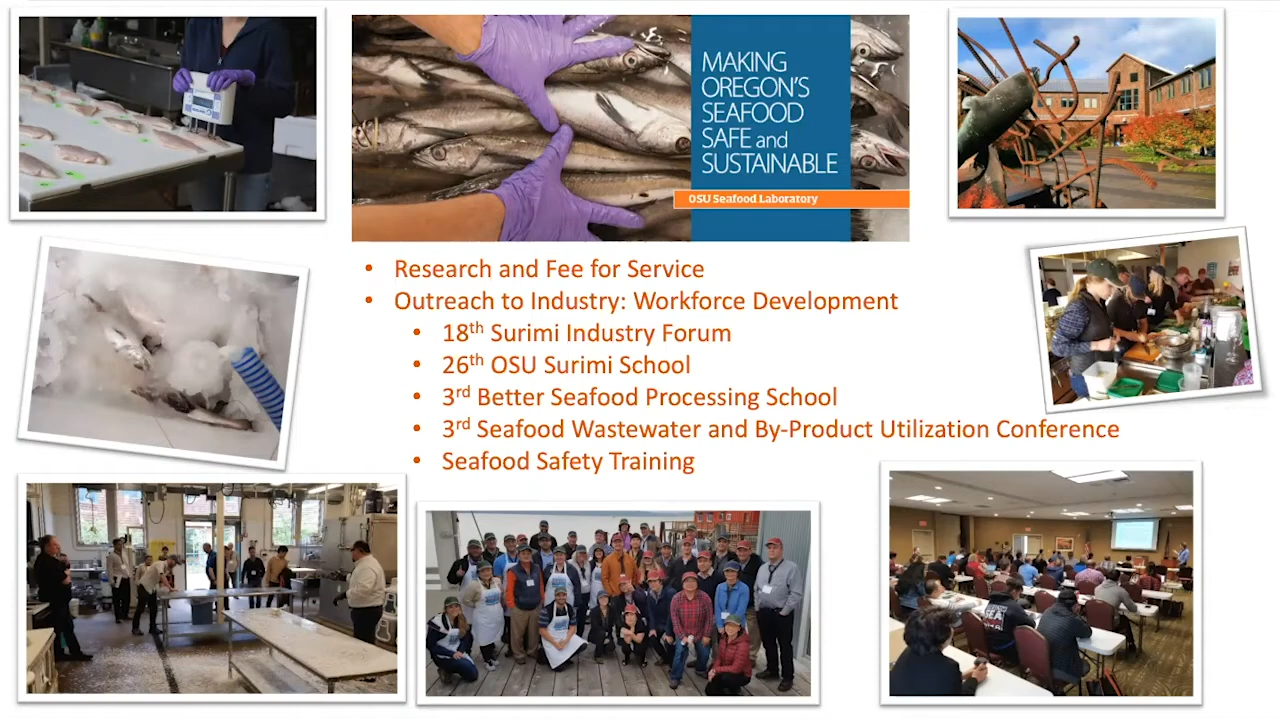 MAKING
OREGON'S
SEAFOOD
SAFE and
SUSTAINABLE
OSU Seafood Laboratory
• Research and Fee for Service
• Outreach to Industry: Workforce Development
• 18th Surimi Industry Forum
• 26th OSU Surimi School
• 3rd Better Seafood Processing School
• 3rd Seafood Wastewater and By-Product Utilization Conference
• Seafood Safety Training